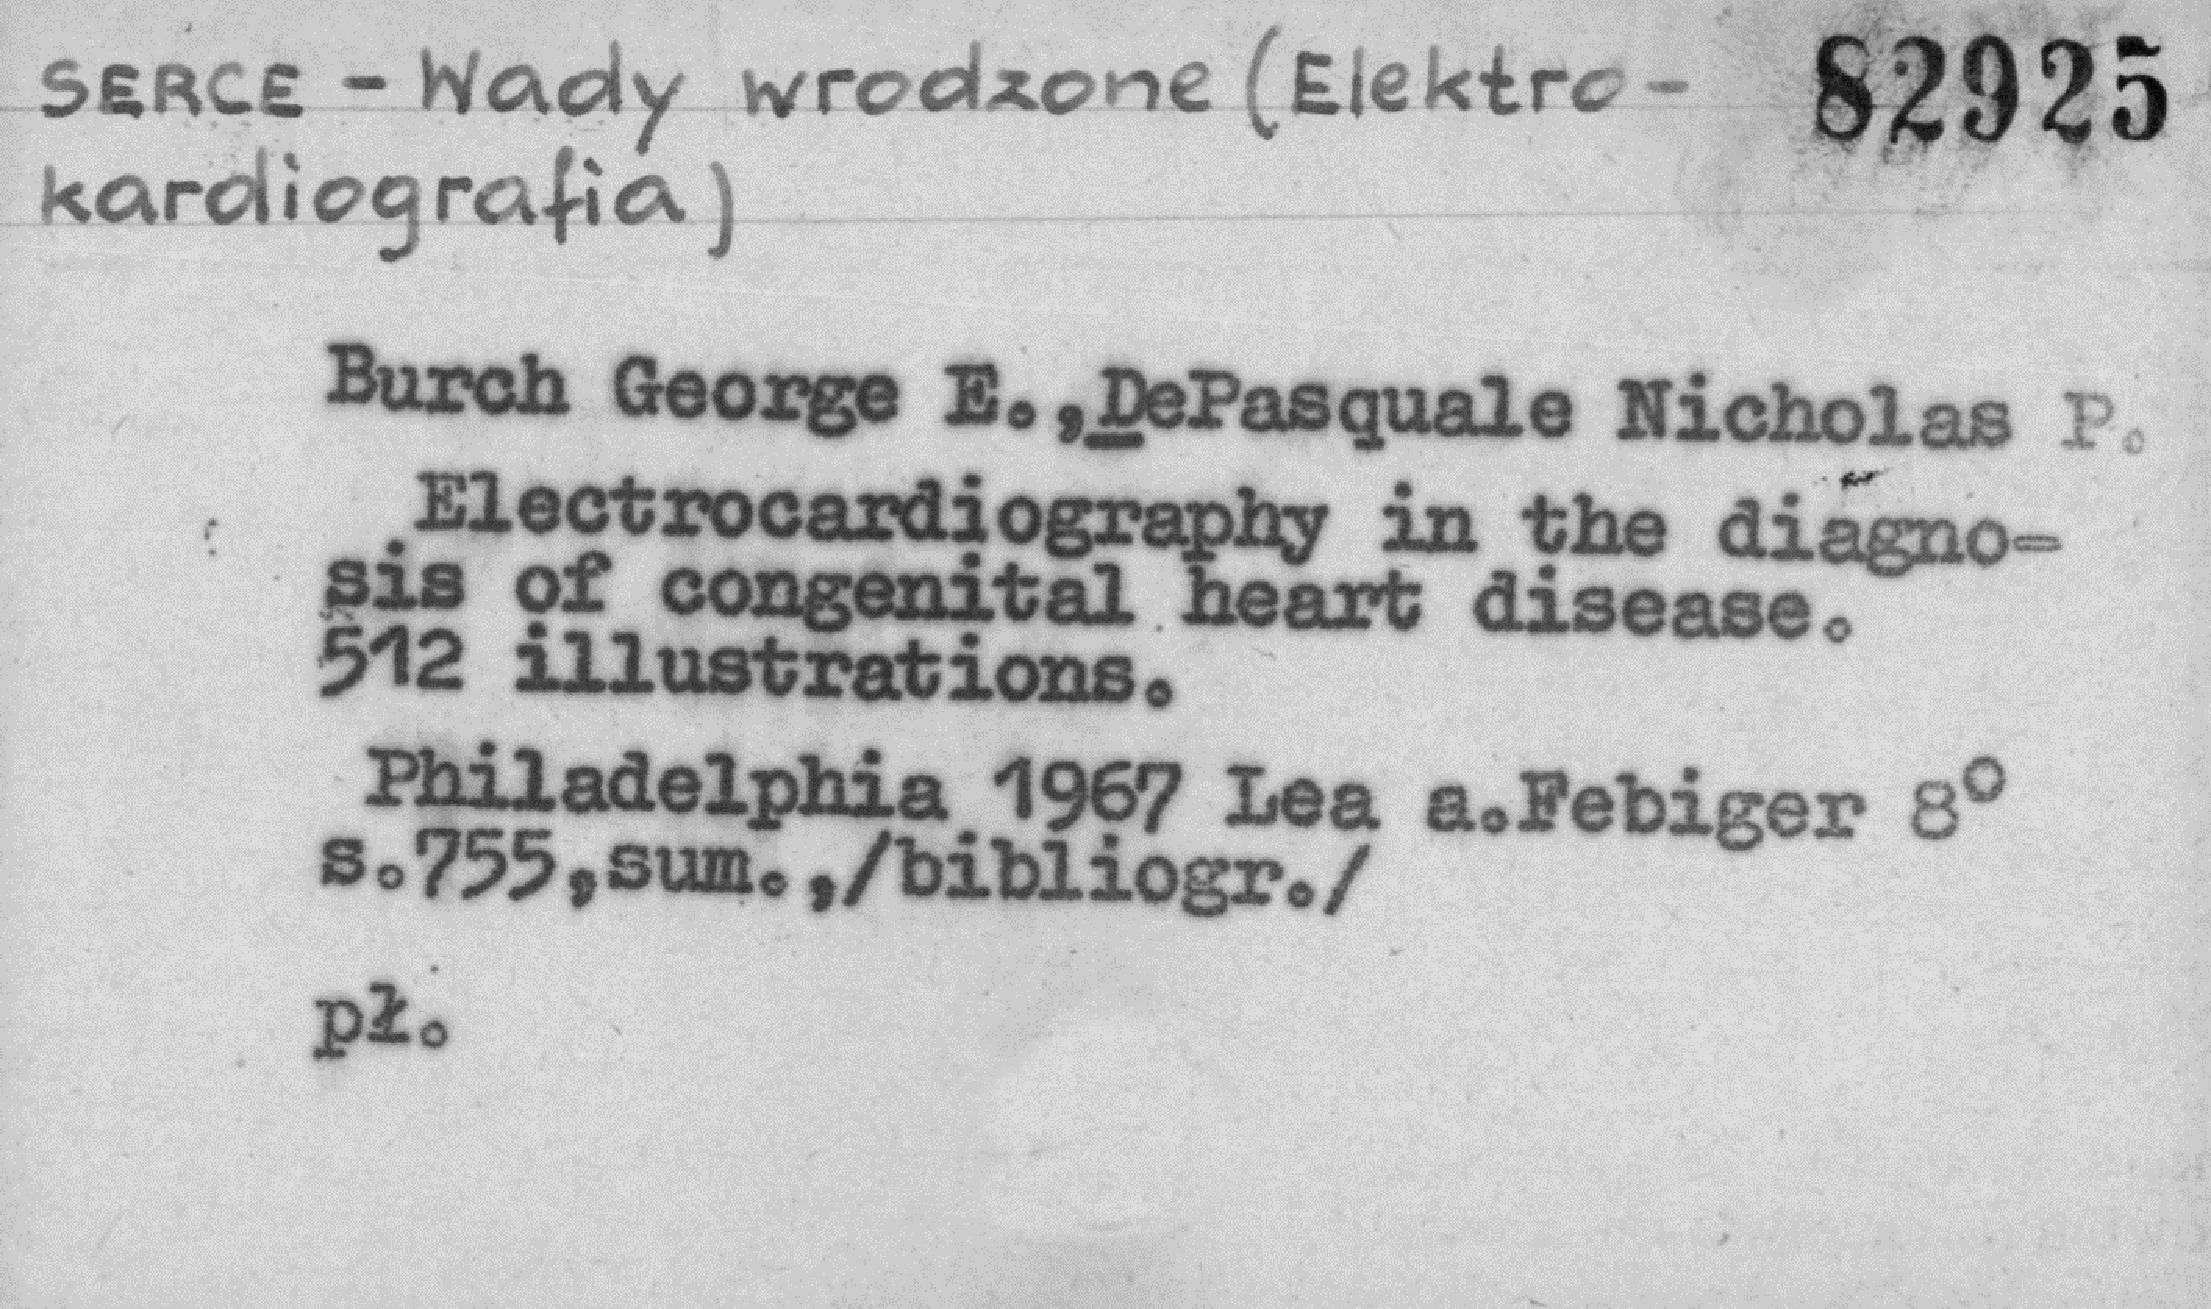 SERCE - Wady wrodzone (Elektro- 82925
kardiografia)
Burch George E.,DePasquale Nicholas P.
Electrocardiography in the diagno-
sis of congenital heart disease.
512 illustrations.
Philadelphia 1967 Lea a.Febiger 8º
s.755,sum.,/bibliogr./
pł.